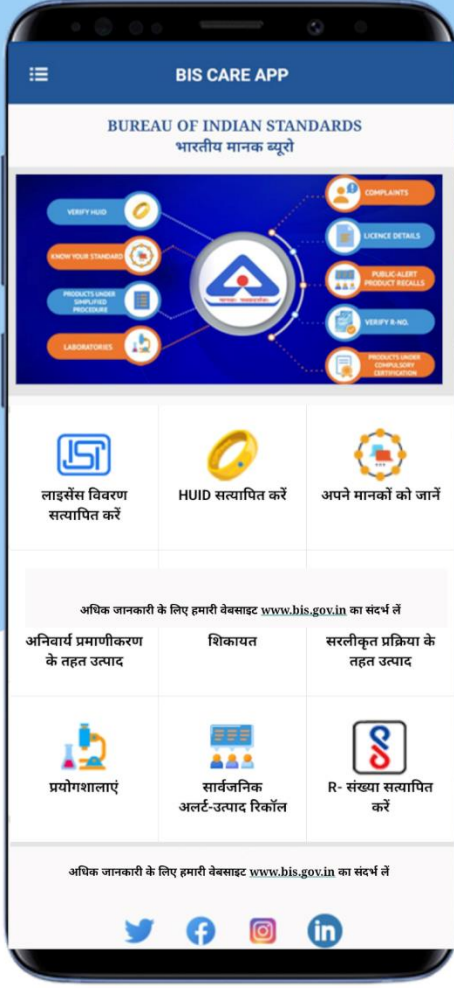 BIS CARE APP
BUREAU OF INDIAN STANDARDS
भारतीय मानक ब्यूरो
VERIFY HUID
KNOW YOUR STANDARD
PRODUCTS UNDER
SIMPLIFIED
PROCEDURE
LABORATORIES
COMPLAINTS
LICENCE DETAILS
PUBLIC-ALERT
PRODUCT RECALLS
VERIFY R-NO.
PRODUCTS UNDER
COMPULSORY
CERTIFICATION
मानकः पथप्रदर्शकः
लाइसेंस विवरण
सत्यापित करें
HUID सत्यापित करें
अपने मानकों को जानें
अधिक जानकारी के लिए हमारी वेबसाइट www.bis.gov.in का संदर्भ लें
अनिवार्य प्रमाणीकरण
के तहत उत्पाद
शिकायत
सरलीकृत प्रक्रिया के
तहत उत्पाद
प्रयोगशालाएं
सार्वजनिक
अलर्ट-उत्पाद रिकॉल
R- संख्या सत्यापित
करें
अधिक जानकारी के लिए हमारी वेबसाइट www.bis.gov.in का संदर्भ लें